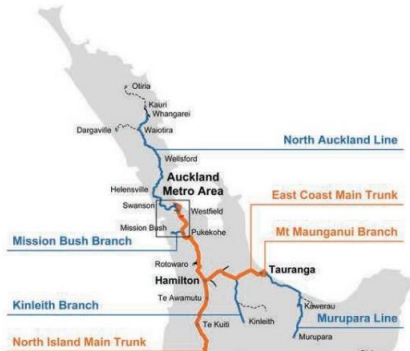 Otiria
Kauri
Whangarei
Dargaville
Waiotira
North Auckland Line
Wellsford
Auckland
Metro Area
Helensville
Swanson
Westfield
East Coast Main Trunk
Mission Bush
Pukekohe
Mt Maunganui Branch
Mission Bush Branch
Rotowaro
Tauranga
Hamilton
Te Awamutu
Kawerau
Kinleith Branch
Murupara Line
Te Kuiti
Kinleith
Murupara
North Island Main Trunk